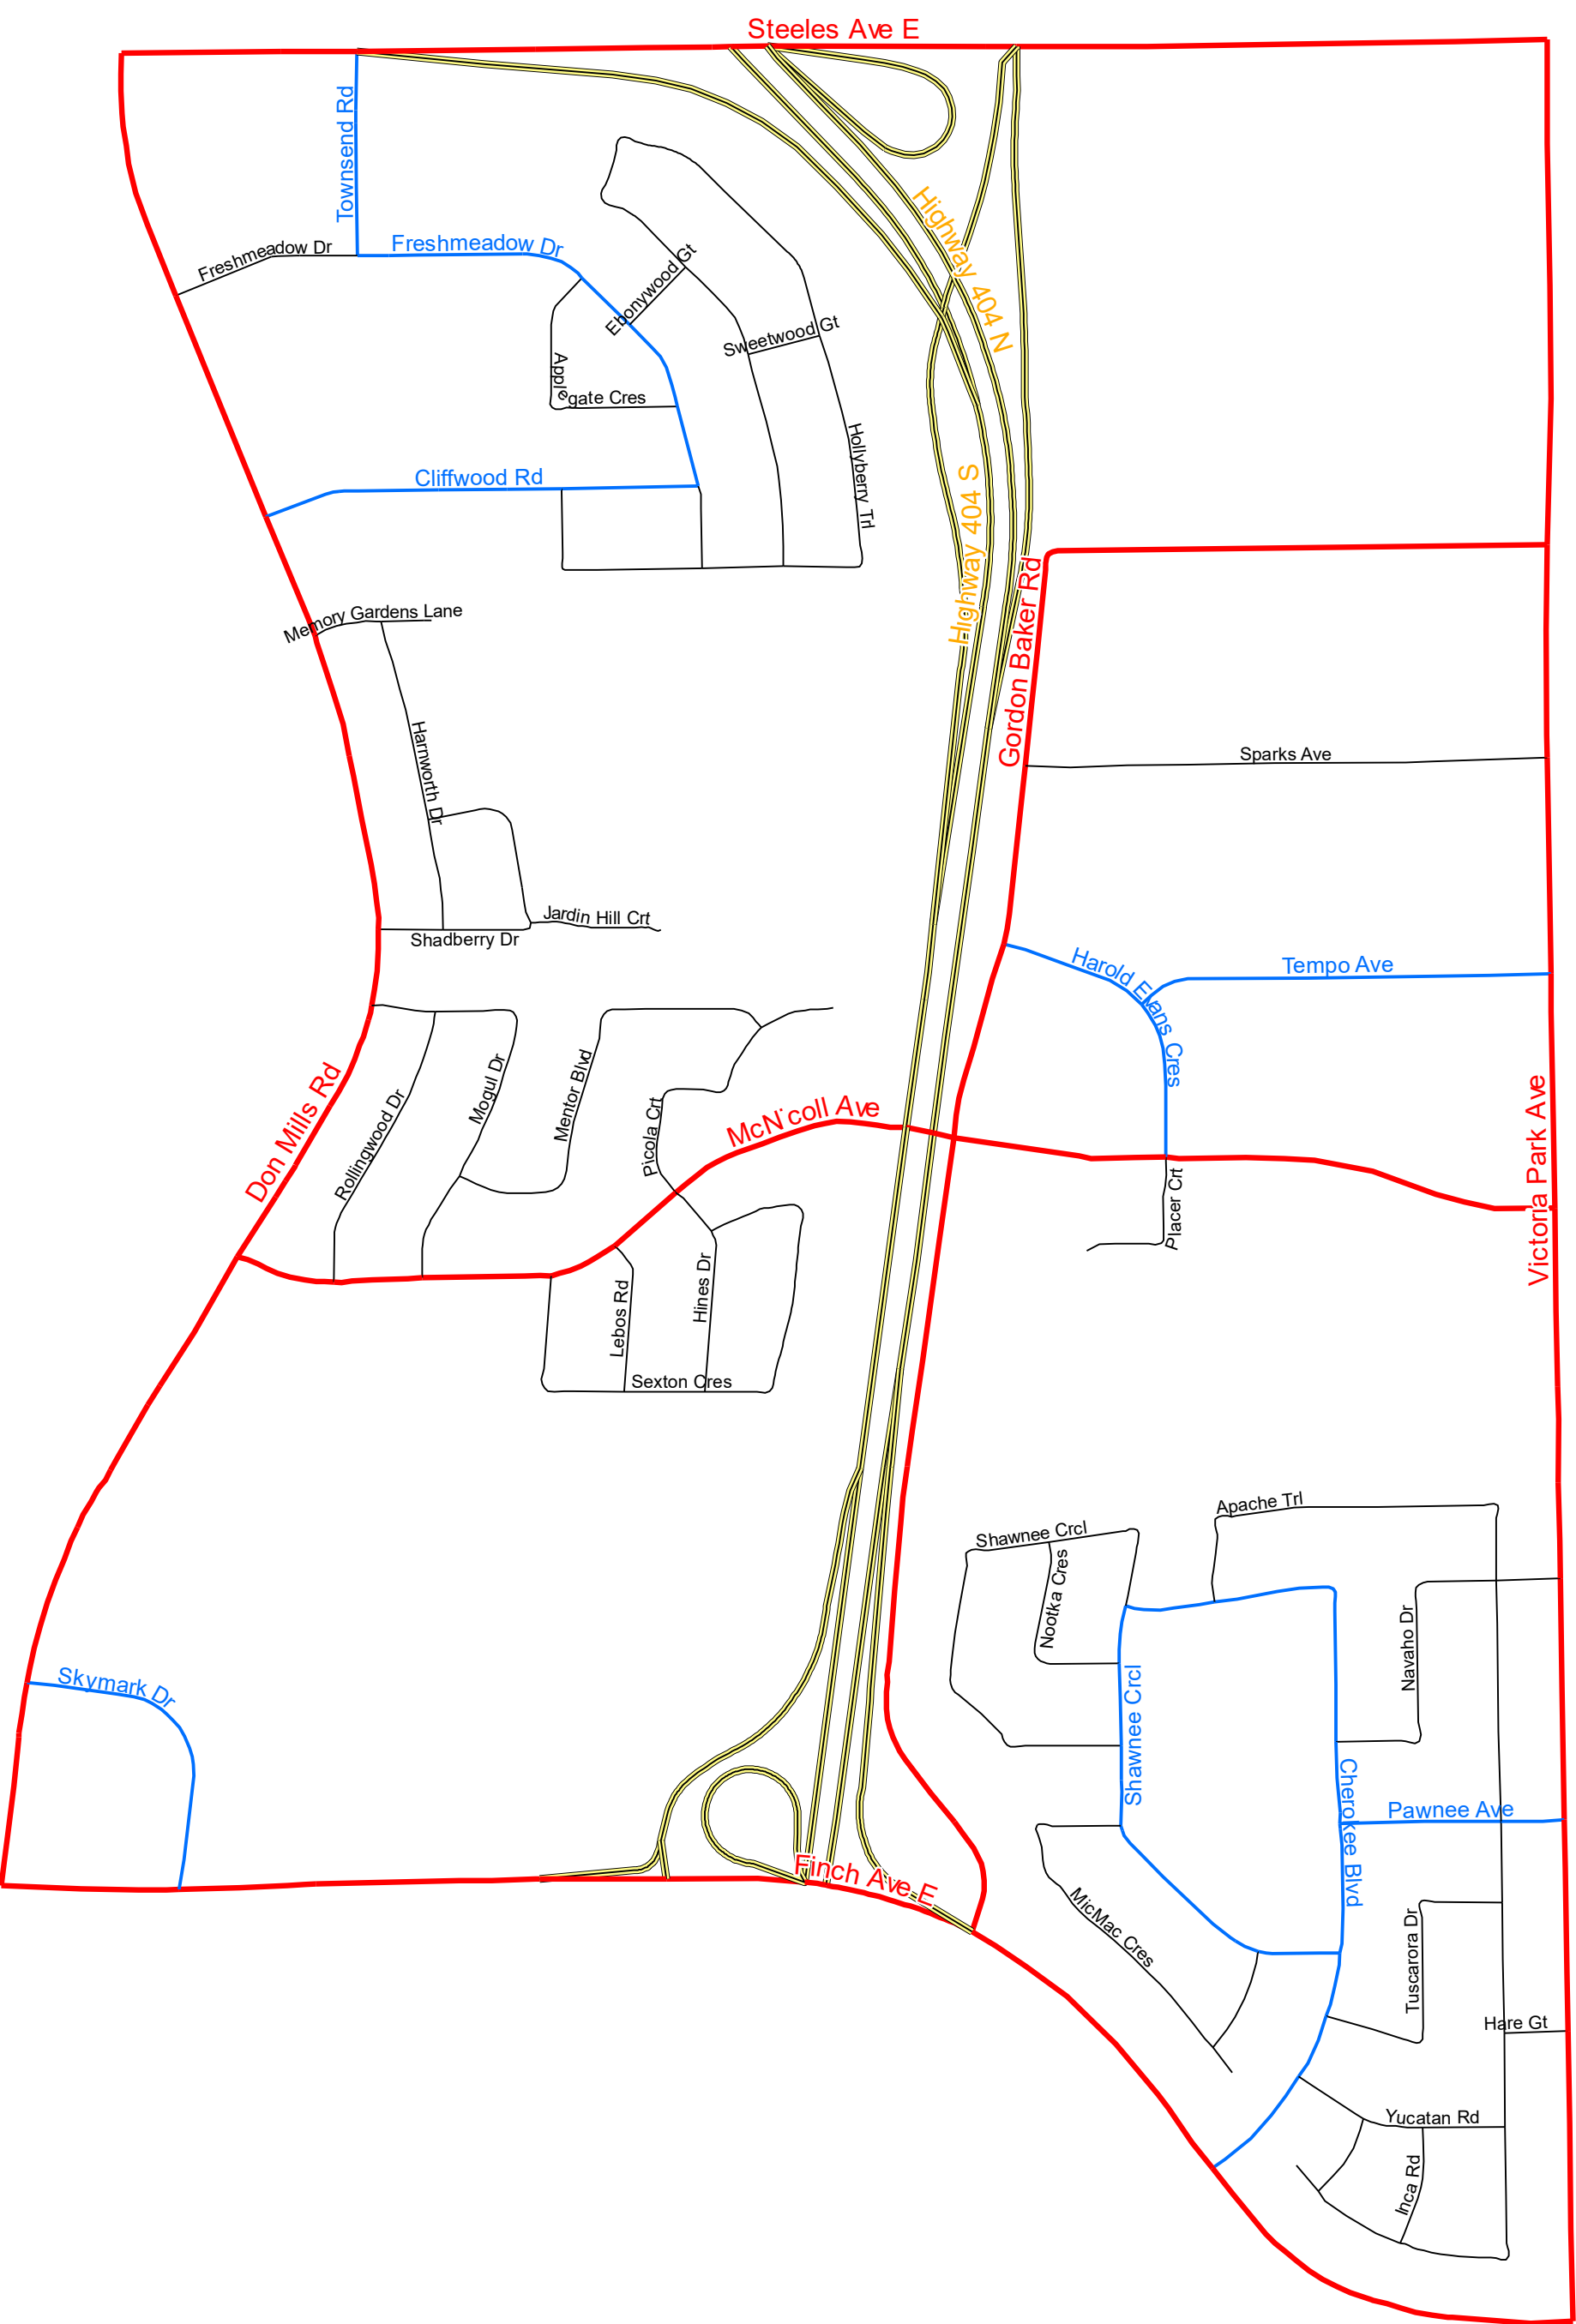 Steeles Ave E
Townsend Rd
Freshmeadow Dr
Freshmeadow Dr
Highway 404 N
Ebonywood Gt
Sweetwood Gt
Apple
gate Cres
Hollyberry Trl
Cliffwood Rd
Highway 404 S
Gordon Baker Rd
Memory Gardens Lane
Harnworth Dr
Sparks Ave
Jardin Hill Crt
Shadberry Dr
Harold Evans Cres
Tempo Ave
Don Mills Rd
Rollingwood Dr
Mogul Dr
Mentor Blvd
Picola Crt
McNicoll Ave
Victoria Park Ave
Placer Crt
Lebos Rd
Hines Dr
Sexton Cres
Apache Trl
Shawnee Crcl
Nootka Cres
Navaho Dr
Skymark Dr
Shawnee Crcl
Cherokee Blvd
Pawnee Ave
Finch Ave E
MicMac Cres
Tuscarora Dr
Hare Gt
Yucatan Rd
Inca Rd